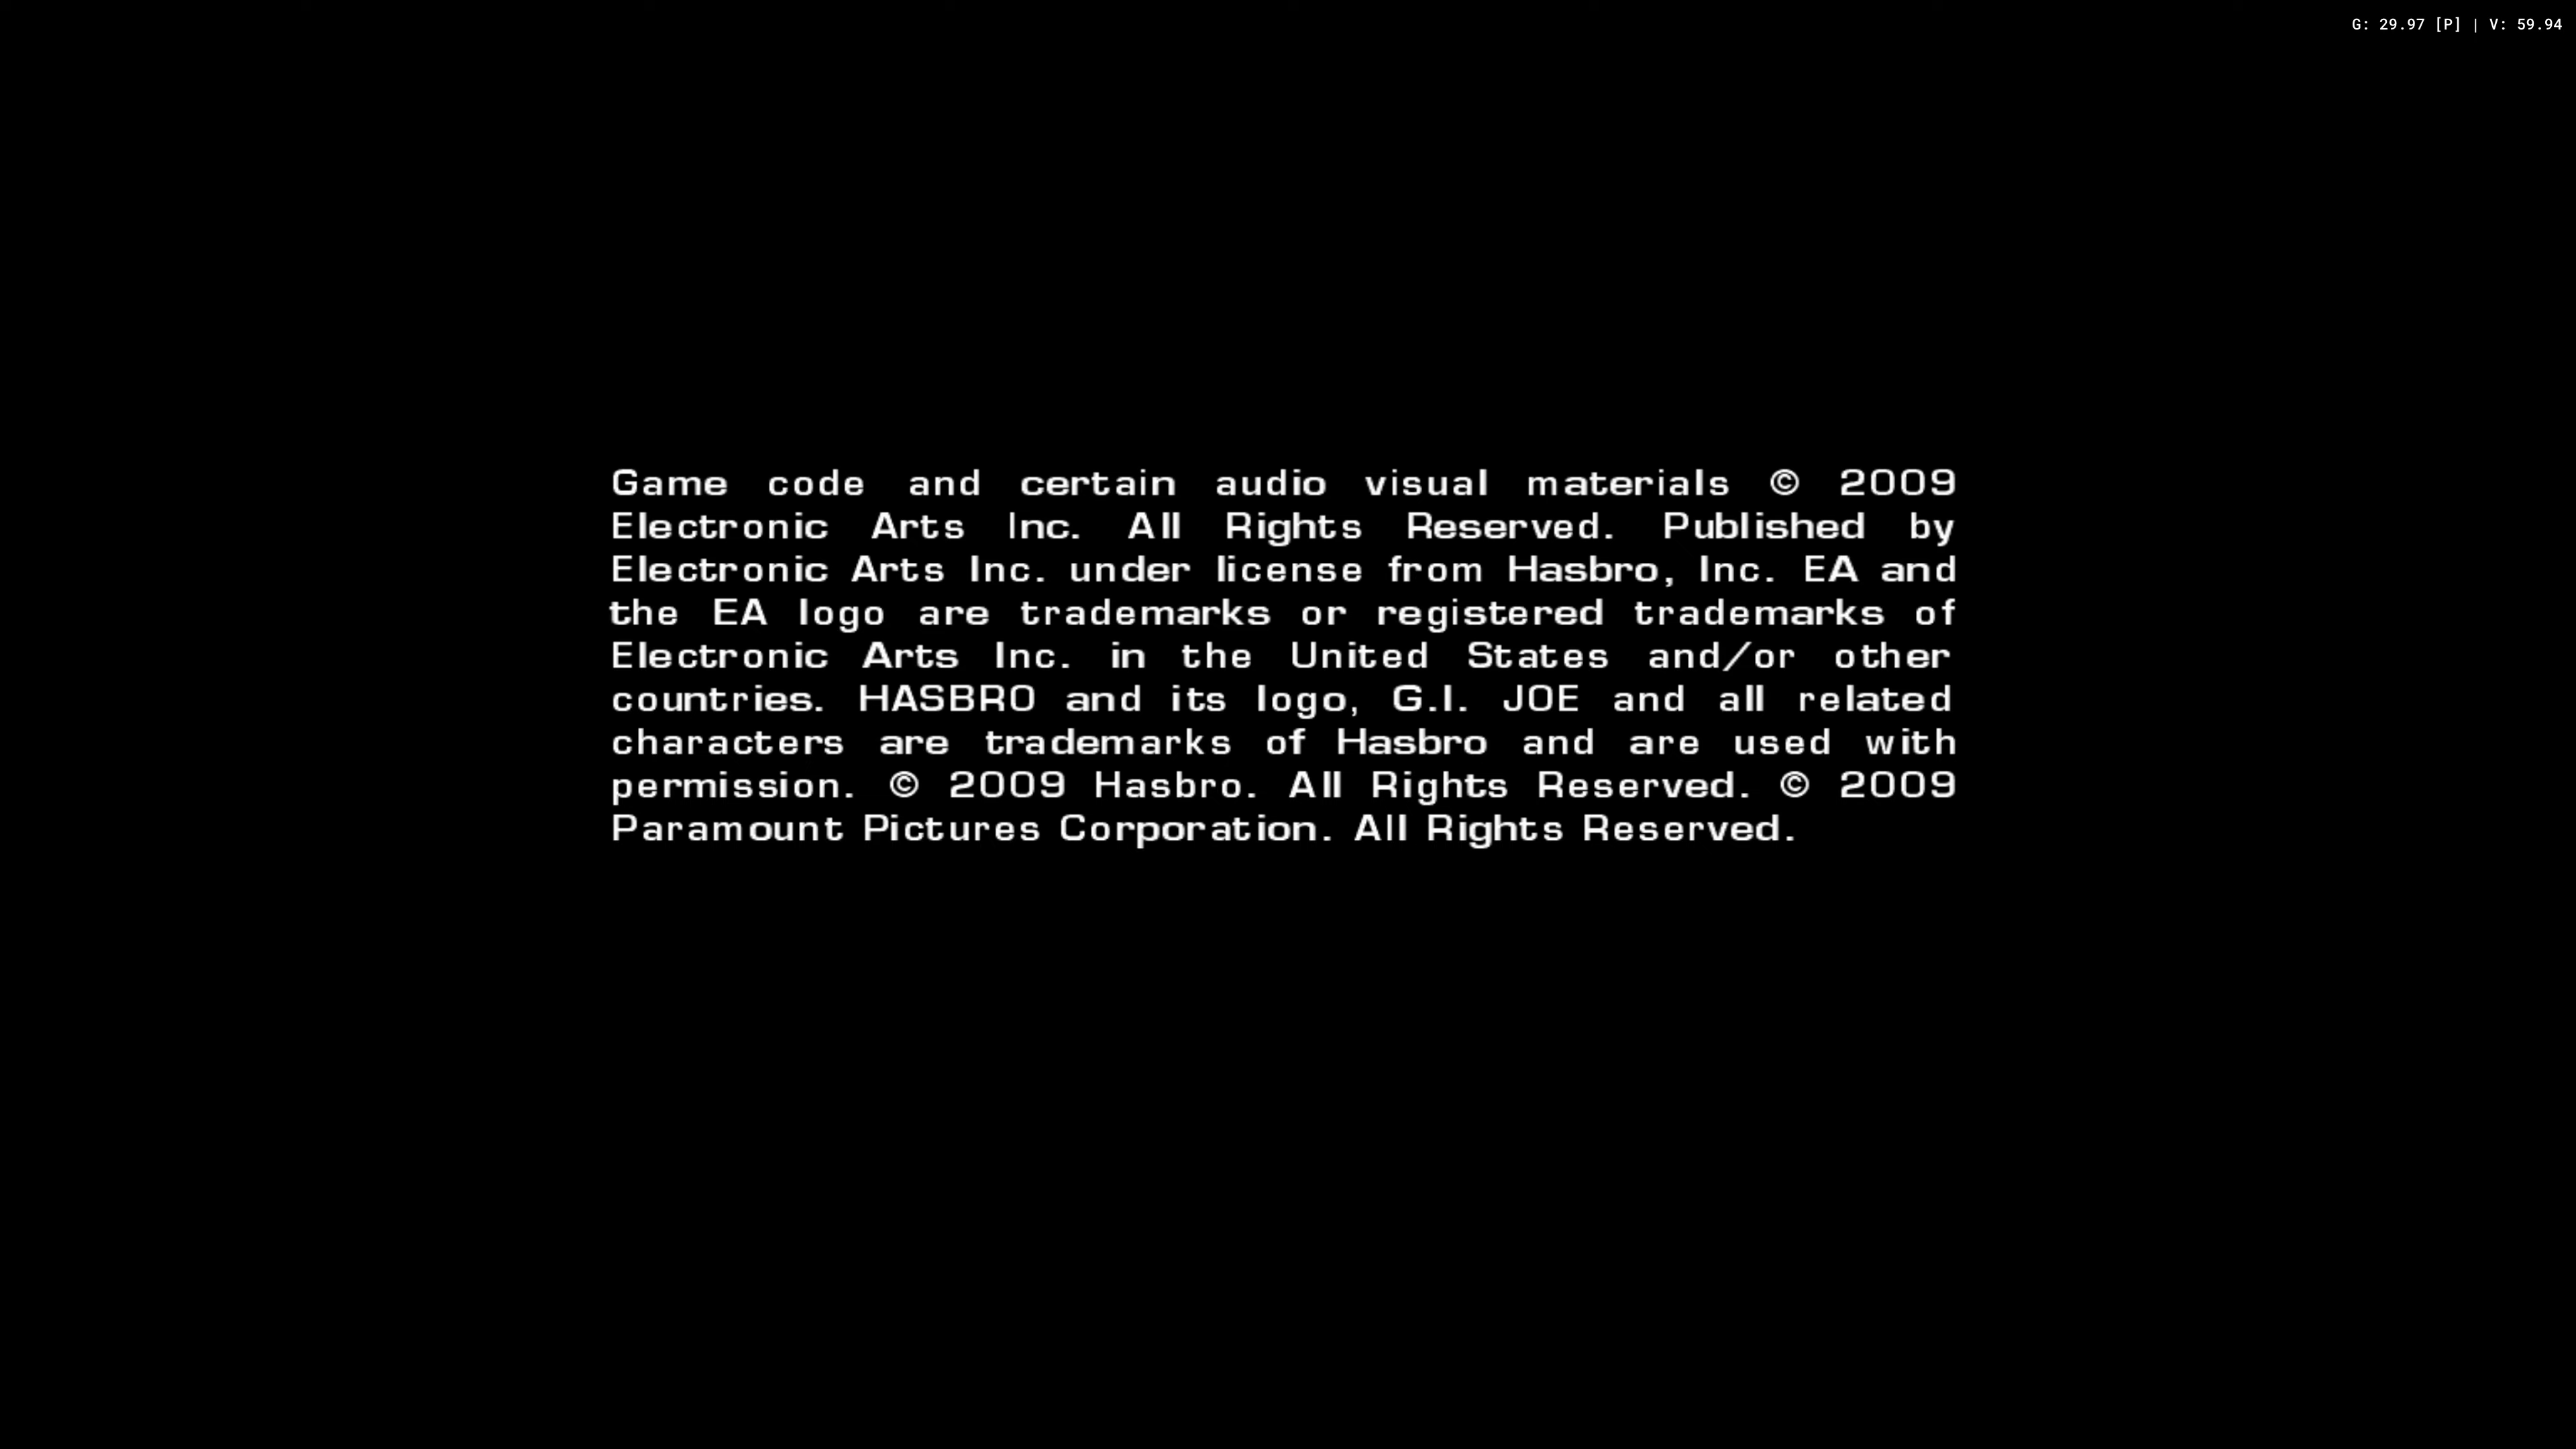 G: 29.97 [P] | V: 59.94
Game code and certain audio visual materials © 2009
Electronic Arts Inc. All Rights Reserved. Published by
Electronic Arts Inc. under license from Hasbro, Inc. EA and
the EA logo are trademarks or registered trademarks of
Electronic Arts Inc. in the United States and/or other
countries. HASBRO and its logo, G.I. JOE and all related
characters are trademarks of Hasbro and are used with
permission. © 2009 Hasbro. All Rights Reserved. © 2009
Paramount Pictures Corporation. All Rights Reserved.